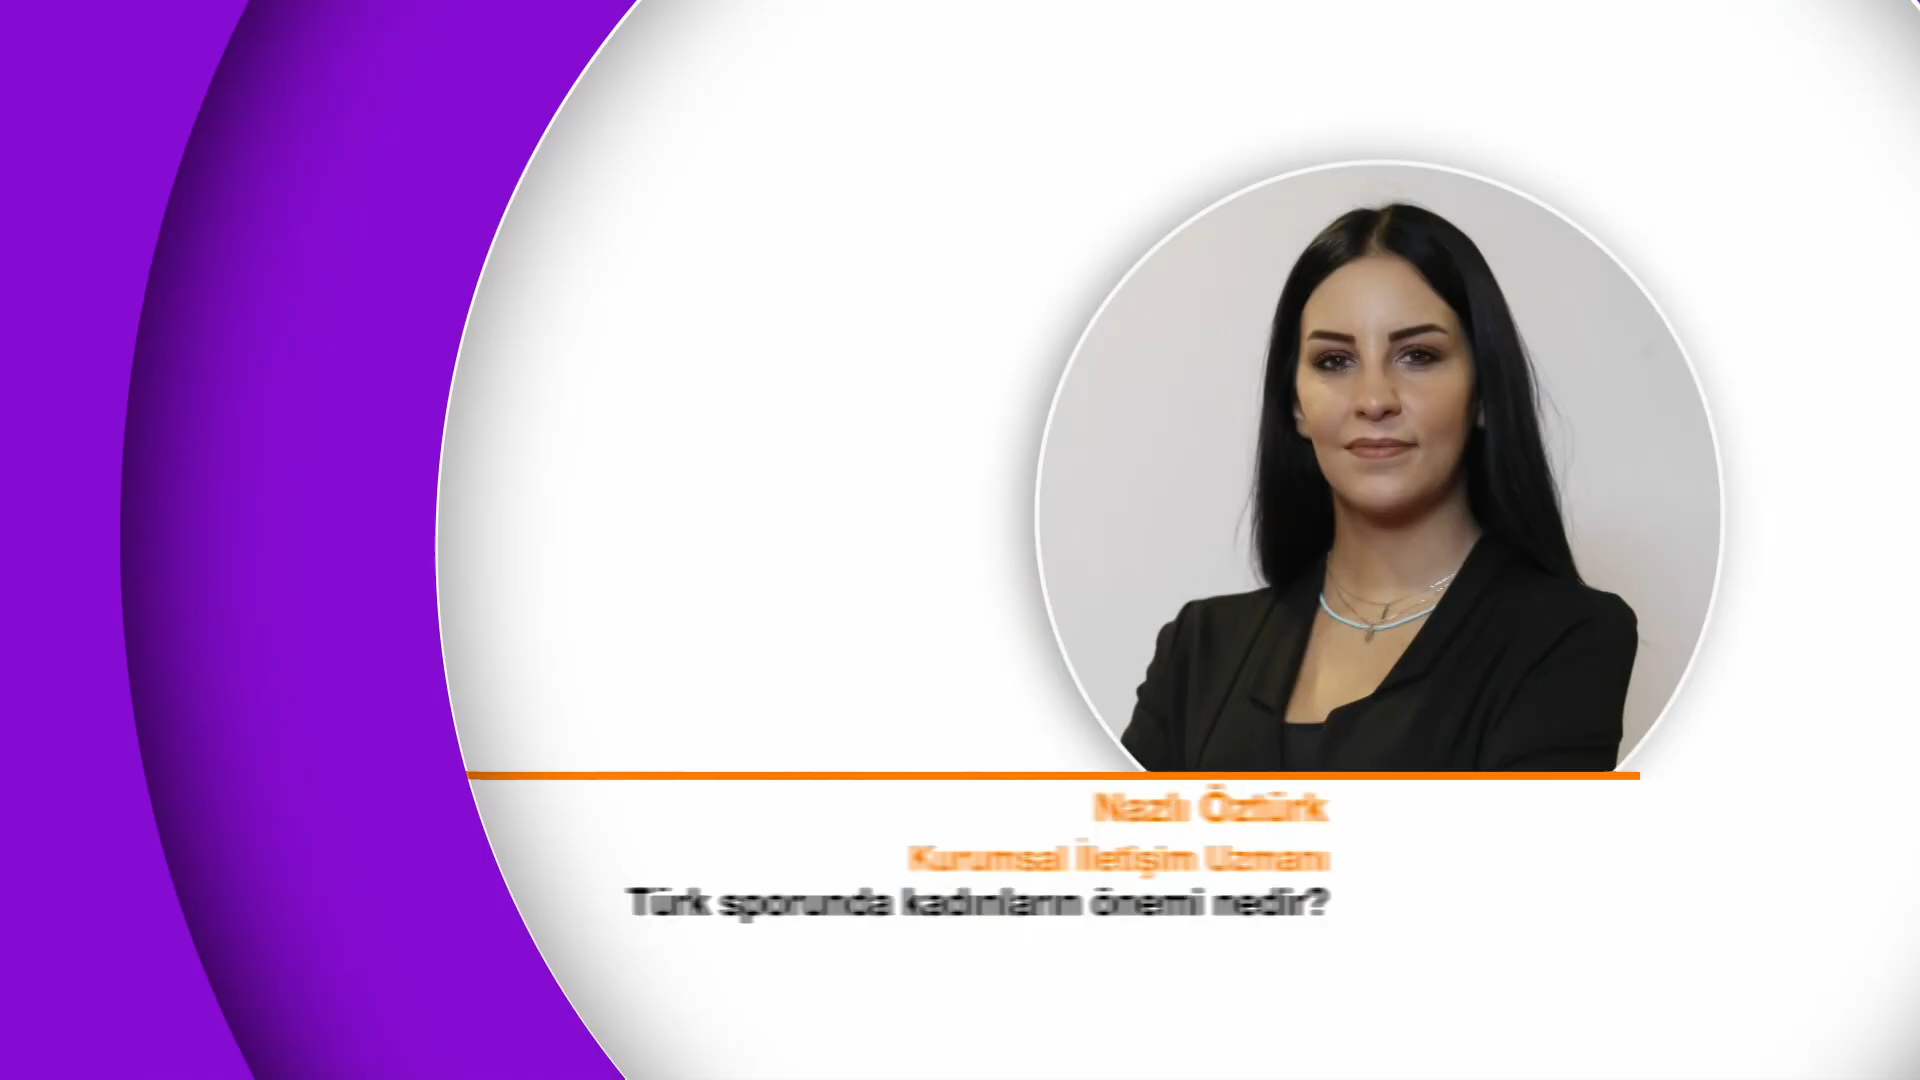 Nazlı Öztürk
Kurumsal İletişim Uzmanı
Türk sporunda kadınların önemi nedir?